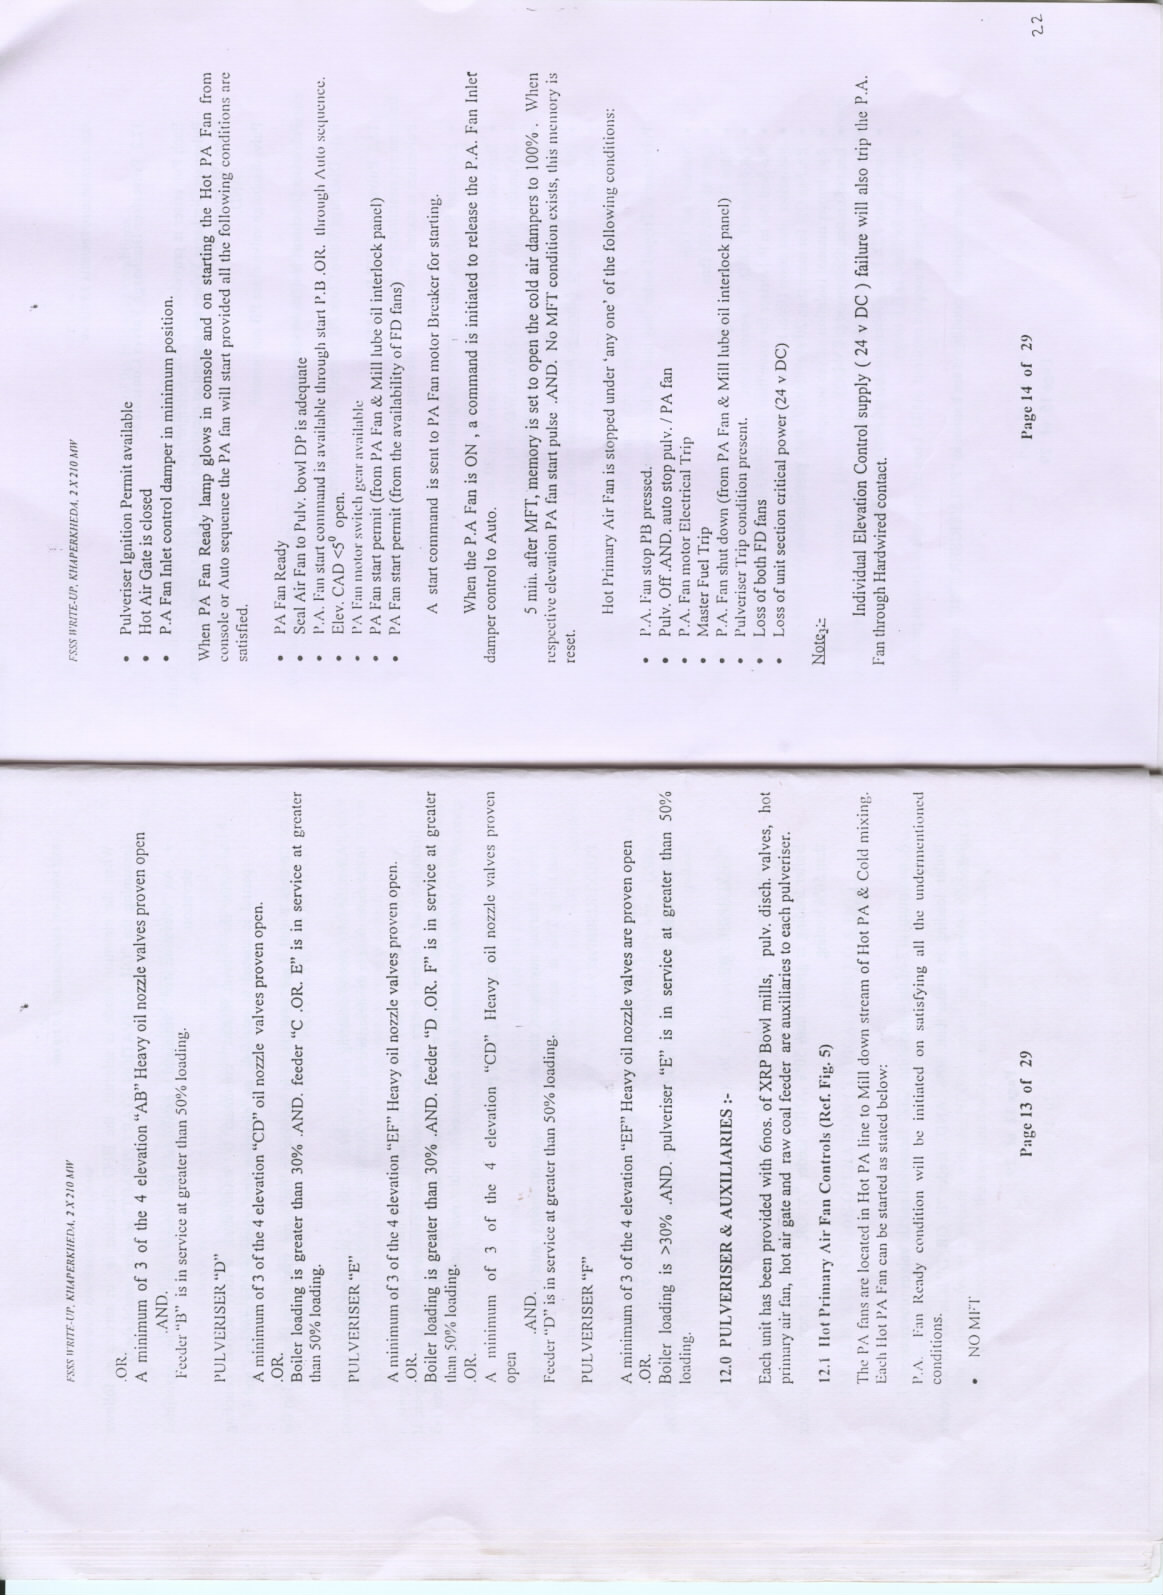 FSSS WRITE-UP, KHAPERKHEDA, 2 X 210 MW
.OR.
A minimum of 3 of the 4 elevation “AB” Heavy oil nozzle valves proven open
.AND.
Feeder “B” is in service at greater than 50% loading.
PULVERISER “D”
A minimum of 3 of the 4 elevation “CD” oil nozzle valves proven open.
.OR.
Boiler loading is greater than 30% .AND. feeder “C .OR. E” is in service at greater
than 50% loading.
PULVERISER “E”
A minimum of 3 of the 4 elevation “EF” Heavy oil nozzle valves proven open.
.OR.
Boiler loading is greater than 30% .AND. feeder “D .OR. F” is in service at greater
than 50% loading.
.OR.
A minimum of 3 of the 4 elevation “CD” Heavy oil nozzle valves proven
open
.AND.
Feeder “D” is in service at greater than 50% loading.
PULVERISER “F”
A minimum of 3 of the 4 elevation “EF” Heavy oil nozzle valves are proven open
.OR.
Boiler loading is >30% .AND. pulveriser “E” is in service at greater than 50%
loading.
12.0 PULVERISER & AUXILIARIES :-
Each unit has been provided with 6nos. of XRP Bowl mills, pulv. disch. valves, hot
primary air fan, hot air gate and raw coal feeder are auxiliaries to each pulveriser.
12.1 Hot Primary Air Fan Controls (Ref. Fig. 5)
The PA fans are located in Hot PA line to Mill down stream of Hot PA & Cold mixing.
Each Hot PA Fan can be started as stated below:
P.A. Fan Ready condition will be initiated on satisfying all the undermentioned
conditions.
• NO MFT
Page 13 of 29
22
FSSS WRITE-UP, KHAPERKHEDA, 2 X 210 MW
• Pulveriser Ignition Permit available
• Hot Air Gate is closed
• P.A Fan Inlet control damper in minimum position.
When PA Fan Ready lamp glows in console and on starting the Hot PA Fan from
console or Auto sequence the PA fan will start provided all the following conditions are
satisfied.
• PA Fan Ready
• Seal Air Fan to Pulv. bowl DP is adequate
• P.A. Fan start command is available through start P.B .OR. through Auto sequence.
• Elev. CAD <5⁰ open.
• PA Fan motor switch gear available
• PA Fan start permit (from PA Fan & Mill lube oil interlock panel)
• PA Fan start permit (from the availability of FD fans)
A start command is sent to PA Fan motor Breaker for starting.
When the P.A Fan is ON , a command is initiated to release the P.A. Fan Inlet
damper control to Auto.
5 min. after MFT, memory is set to open the cold air dampers to 100% . When
respective elevation PA fan start pulse .AND. No MFT condition exists, this memory is
reset.
Hot Primary Air Fan is stopped under ‘any one’ of the following conditions:
• P.A. Fan stop PB pressed.
• Pulv. Off .AND. auto stop pulv. / PA fan
• P.A. Fan motor Electrical Trip
• Master Fuel Trip
• P.A. Fan shut down (from PA Fan & Mill lube oil interlock panel)
• Pulveriser Trip condition present.
• Loss of both FD fans
• Loss of unit section critical power (24 v DC)
Note:-
Individual Elevation Control supply ( 24 v DC ) failure will also trip the P.A.
Fan through Hardwired contact.
Page 14 of 29